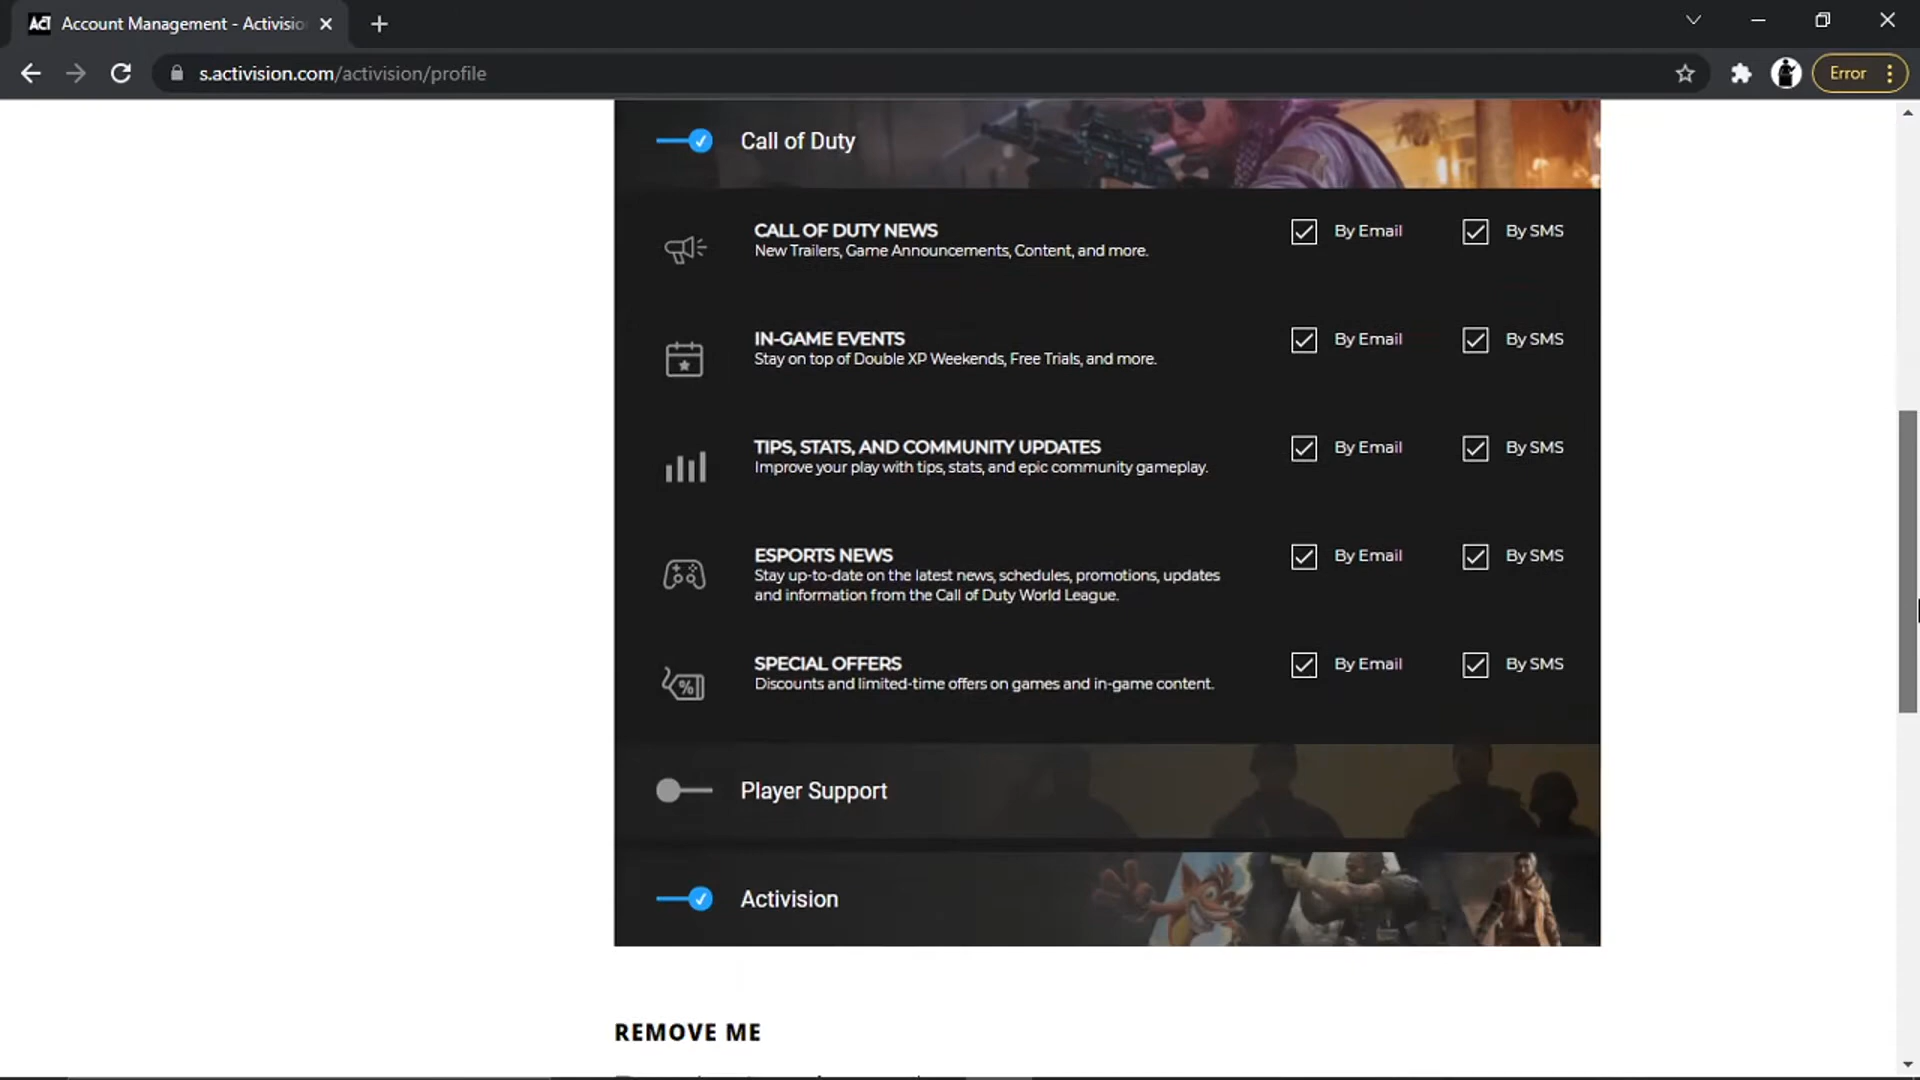 ACT Account Management - Activisio
s.activision.com/activision/profile
Error
Call of Duty
CALL OF DUTY NEWS
New Trailers, Game Announcements, Content, and more.
By Email By SMS
IN-GAME EVENTS
Stay on top of Double XP Weekends, Free Trials, and more.
By Email By SMS
TIPS, STATS, AND COMMUNITY UPDATES
Improve your play with tips, stats, and epic community gameplay.
By Email By SMS
ESPORTS NEWS
Stay up-to-date on the latest news, schedules, promotions, updates
and information from the Call of Duty World League.
By Email By SMS
SPECIAL OFFERS
Discounts and limited-time offers on games and in-game content.
By Email By SMS
Player Support
Activision
REMOVE ME